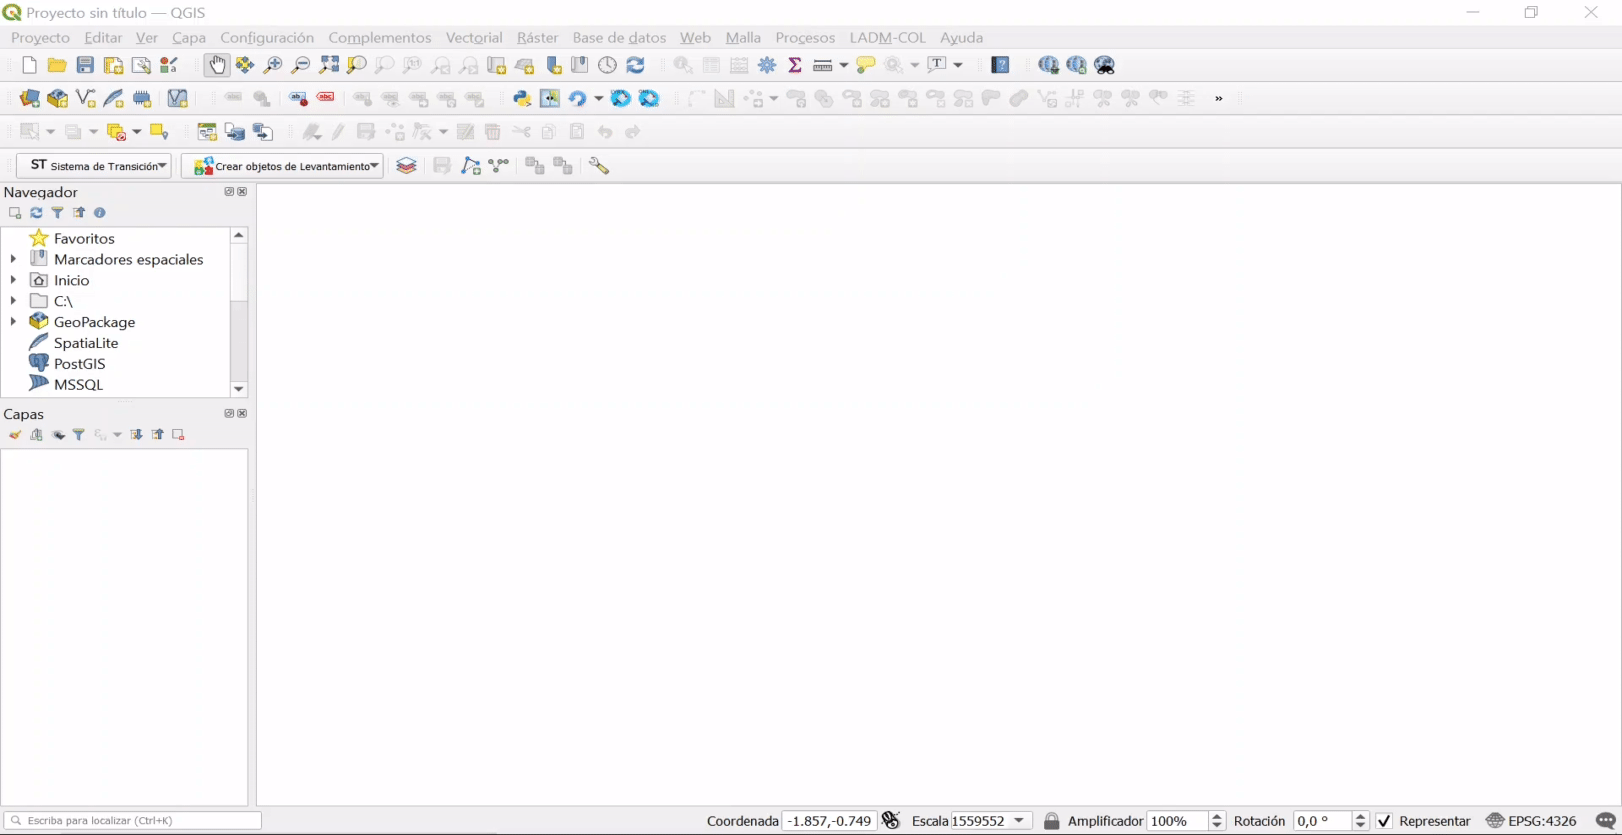 Proyecto sin título — QGIS
Proyecto Editar Ver Capa Configuración Complementos Vectorial Ráster Base de datos Web Malla Procesos LADM-COL Ayuda
ST Sistema de Transición Crear objetos de Levantamiento
Navegador
Favoritos
Marcadores espaciales
Inicio
C:\
GeoPackage
SpatiaLite
PostGIS
MSSQL
Capas
Escriba para localizar (Ctrl+K) Coordenada -1.857,-0.749 Escala 1559552 Amplificador 100% Rotación 0,0 ° Representar EPSG:4326